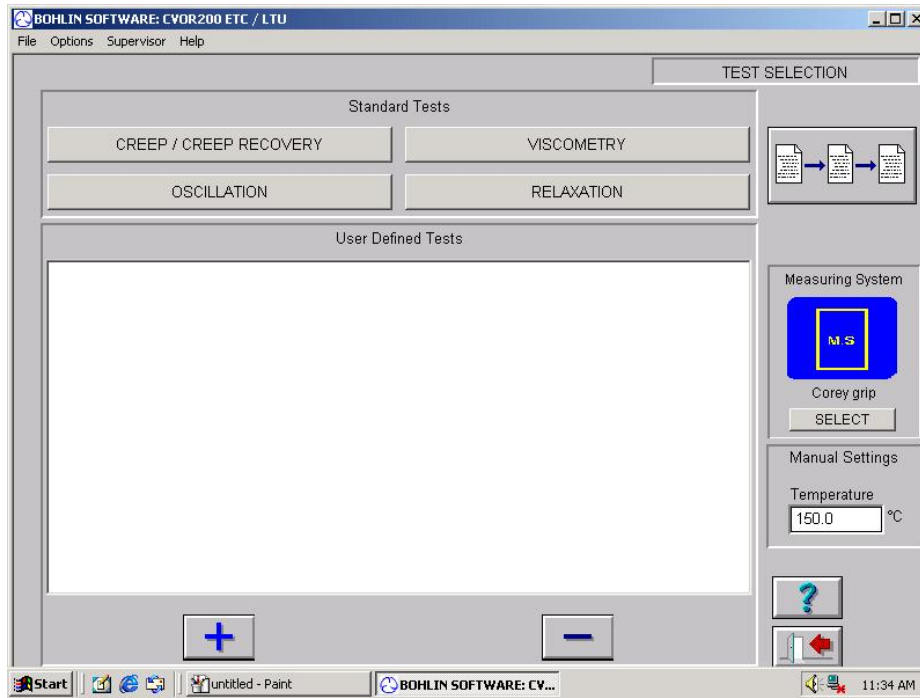 BOHLIN SOFTWARE: CVOR200 ETC / LTU
File Options Supervisor Help
TEST SELECTION
Standard Tests
CREEP / CREEP RECOVERY
VISCOMETRY
OSCILLATION
RELAXATION
User Defined Tests
Measuring System
M.S
Corey grip
SELECT
Manual Settings
Temperature
150.0 °C
?
Start
untitled - Paint
BOHLIN SOFTWARE: CV...
11:34 AM